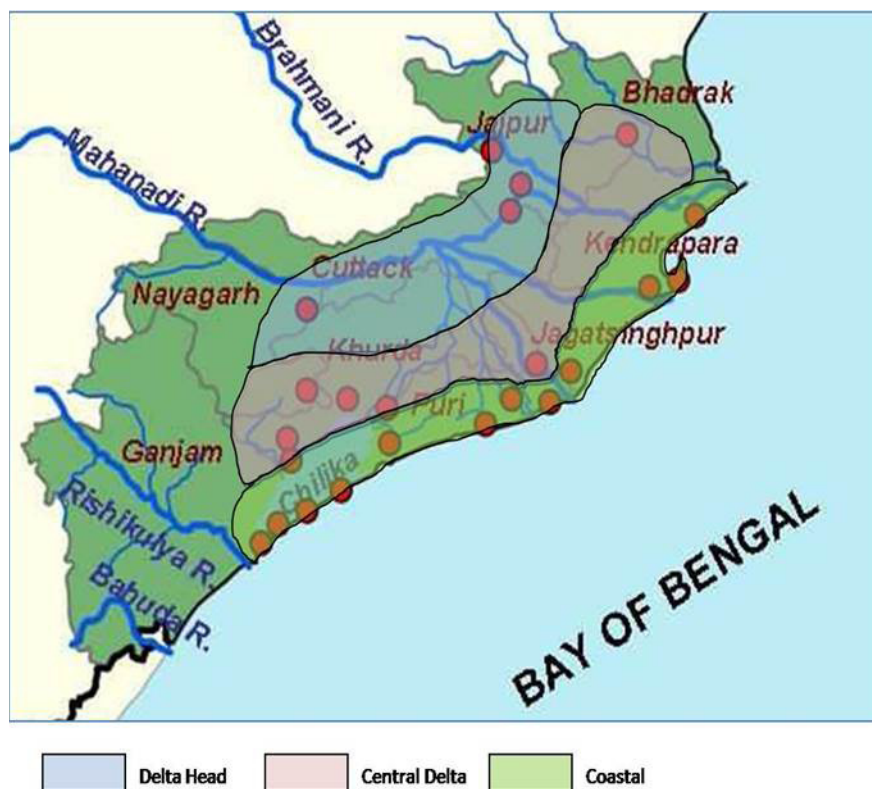 Brahmani R.
Bhadrak
Jajpur
Mahanadi R.
Kendrapara
Cuttack
Nayagarh
Jagatsinghpur
Khurda
Puri
Ganjam
Chilika
Rishikulya R.
Bahuda R.
BAY OF BENGAL
Delta Head
Central Delta
Coastal